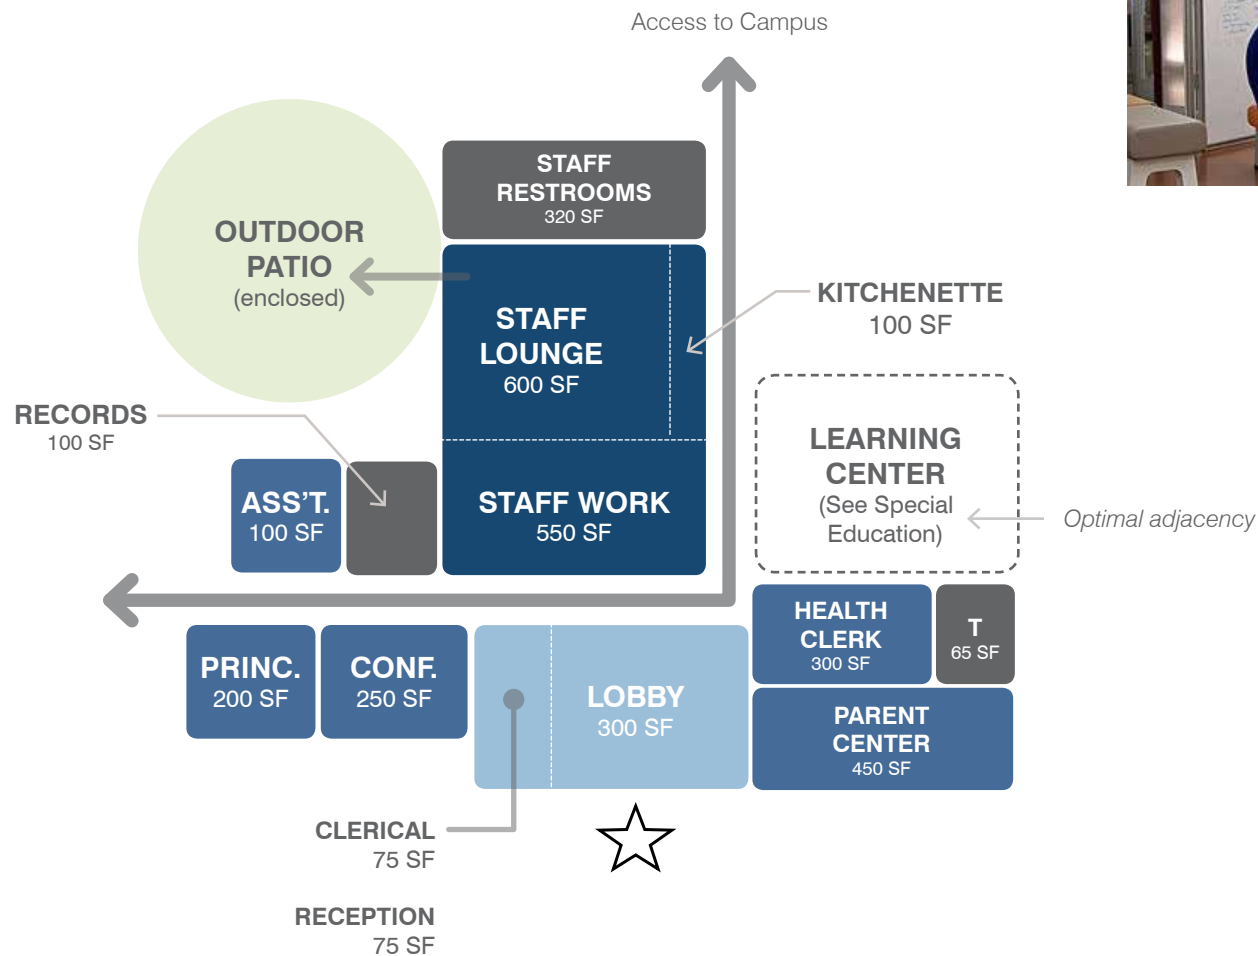 Access to Campus
STAFF
RESTROOMS
320 SF
OUTDOOR
PATIO
(enclosed)
STAFF
LOUNGE
600 SF
KITCHENETTE
100 SF
RECORDS
100 SF
LEARNING
CENTER
(See Special
Education)
Optimal adjacency
ASS’T.
100 SF
STAFF WORK
550 SF
HEALTH
CLERK
300 SF
T
65 SF
PRINC.
200 SF
CONF.
250 SF
LOBBY
300 SF
PARENT
CENTER
450 SF
CLERICAL
75 SF
RECEPTION
75 SF